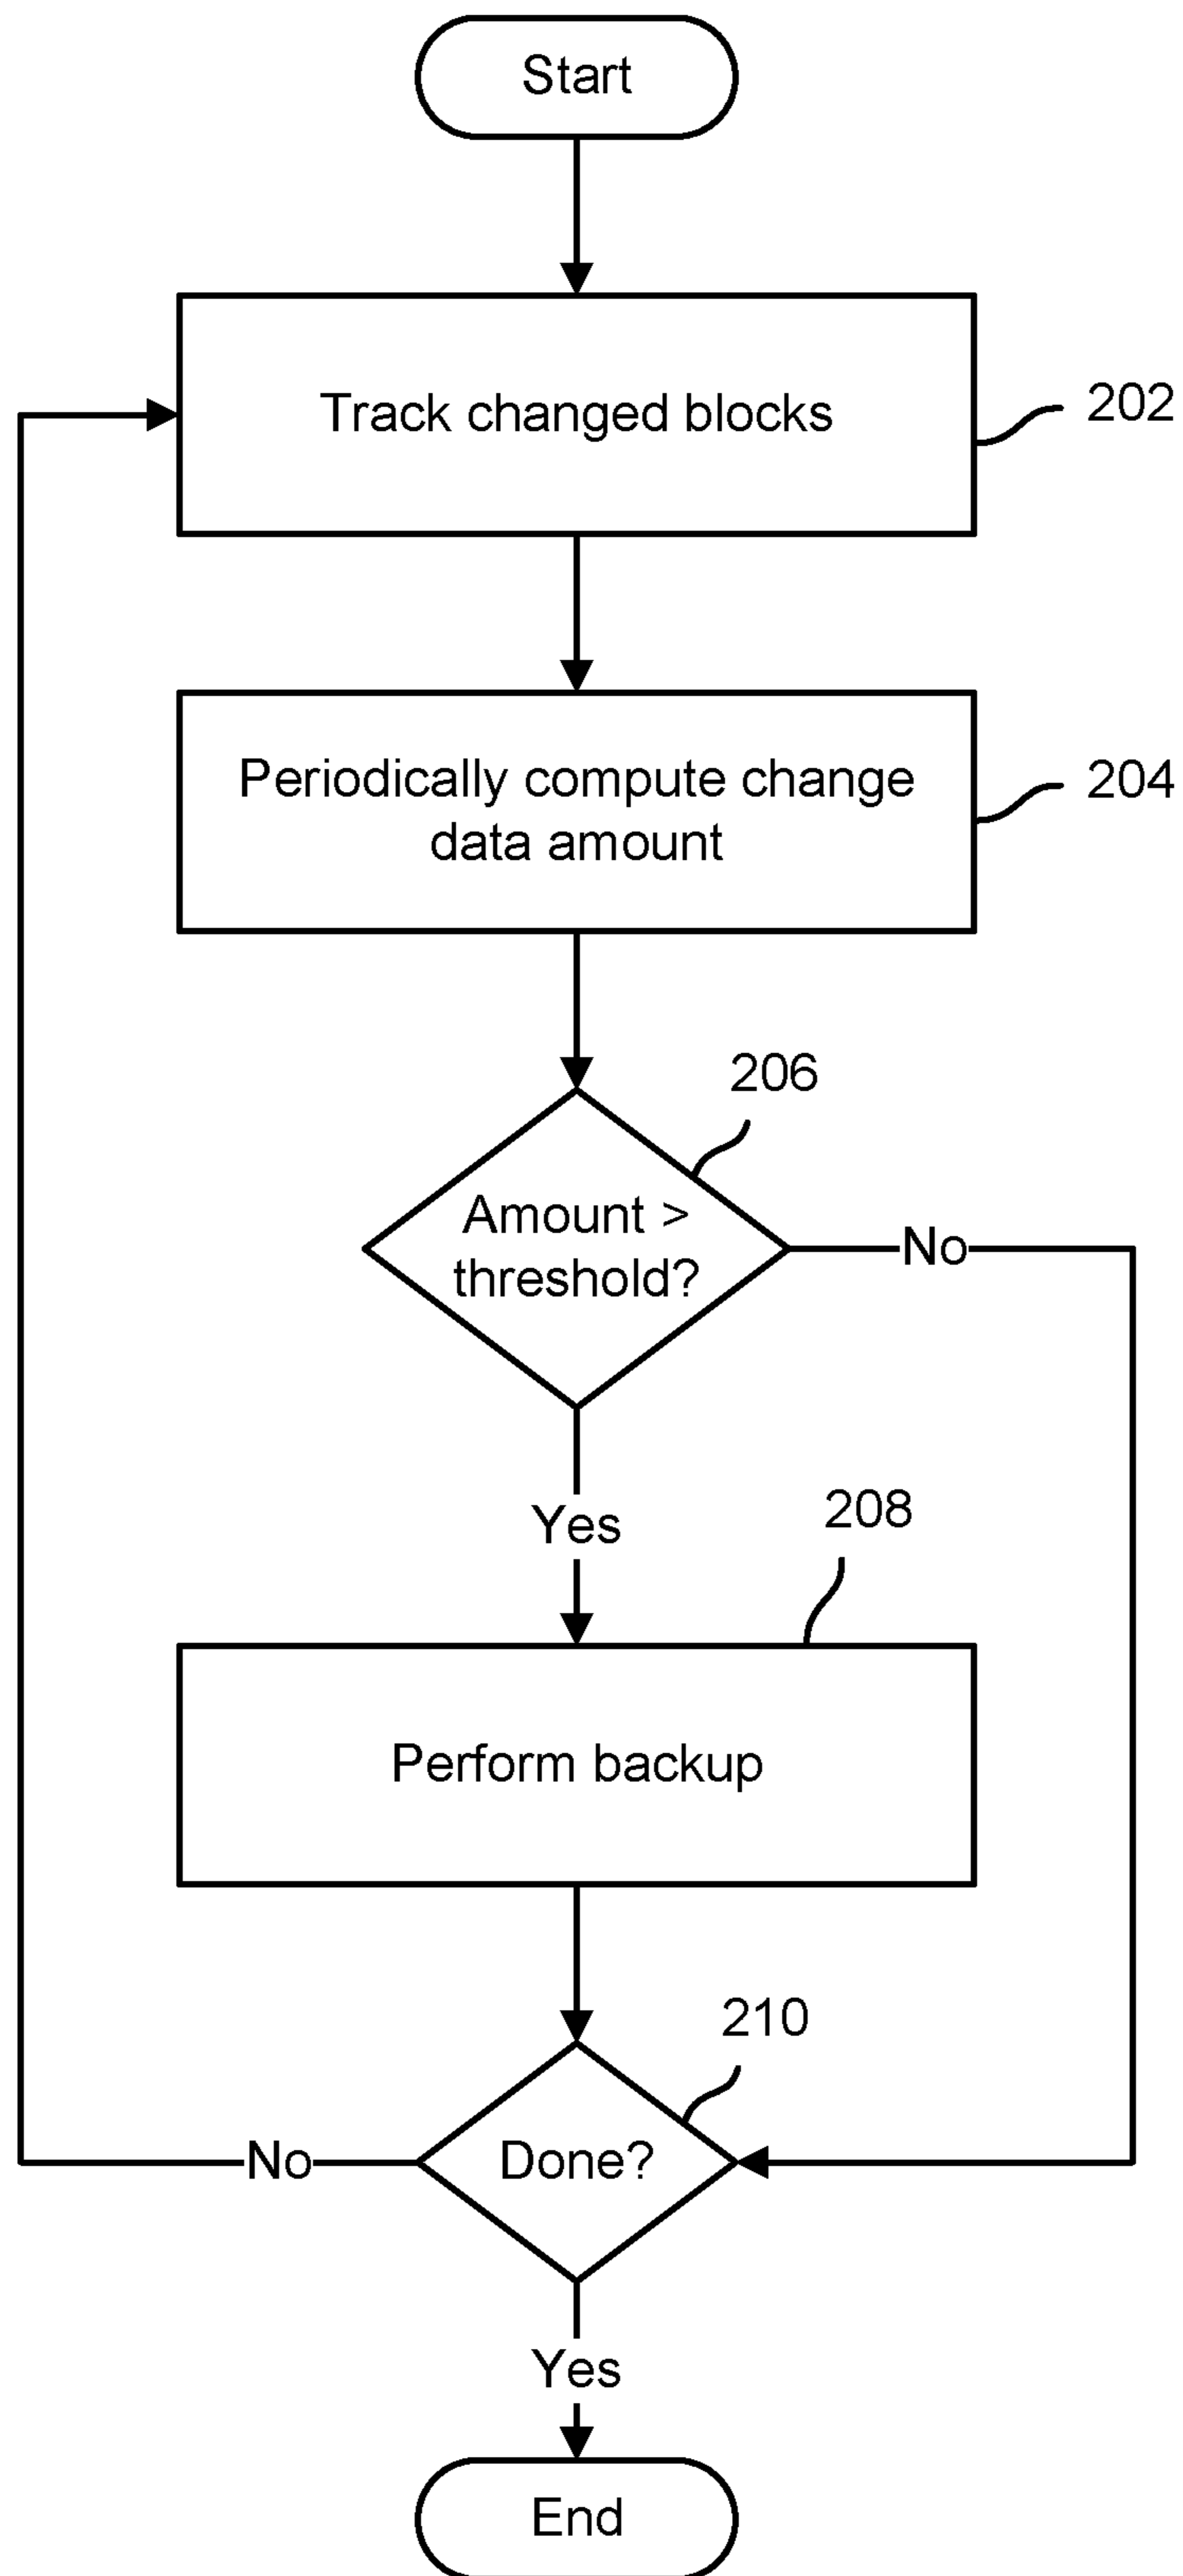 Start
Track changed blocks
202
Periodically compute change
data amount
204
206
Amount >
threshold?
No
Yes
208
Perform backup
210
Done?
No
Yes
End